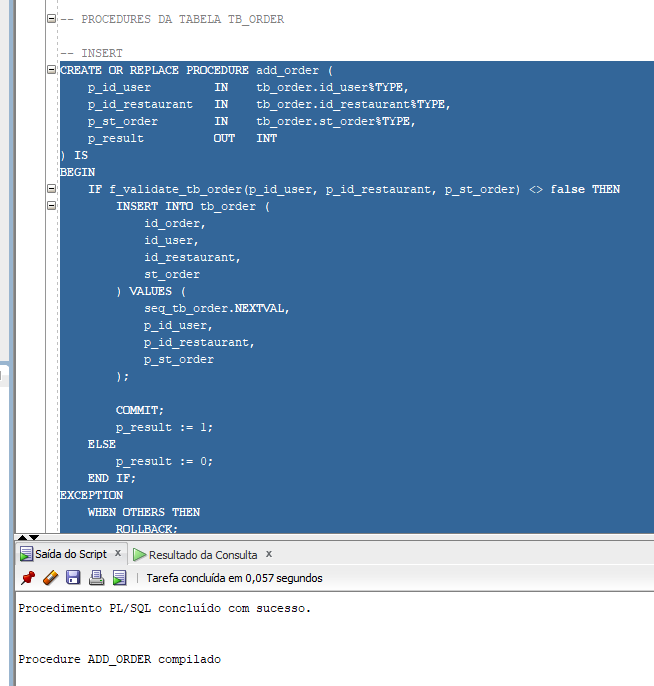 -- PROCEDURES DA TABELA TB_ORDER
-- INSERT
CREATE OR REPLACE PROCEDURE add_order (
    p_id_user         IN    tb_order.id_user%TYPE,
    p_id_restaurant   IN    tb_order.id_restaurant%TYPE,
    p_st_order        IN    tb_order.st_order%TYPE,
    p_result          OUT   INT
) IS
BEGIN
    IF f_validate_tb_order(p_id_user, p_id_restaurant, p_st_order) <> false THEN
        INSERT INTO tb_order (
            id_order,
            id_user,
            id_restaurant,
            st_order
        ) VALUES (
            seq_tb_order.NEXTVAL,
            p_id_user,
            p_id_restaurant,
            p_st_order
        );
        COMMIT;
        p_result := 1;
    ELSE
        p_result := 0;
    END IF;
EXCEPTION
    WHEN OTHERS THEN
        ROLLBACK;
Saída do Script x Resultado da Consulta x
Tarefa concluída em 0,057 segundos
Procedimento PL/SQL concluído com sucesso.
Procedure ADD_ORDER compilado